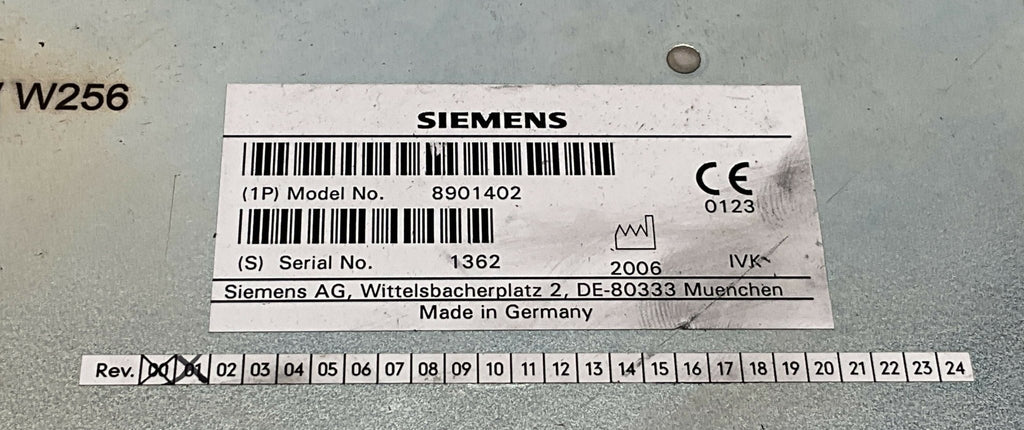 W256
SIEMENS
(1P) Model No. 8901402
CE
0123
(S) Serial No. 1362
2006 IVK
Siemens AG, Wittelsbacherplatz 2, DE-80333 Muenchen
Made in Germany
Rev. 00 01 02 03 04 05 06 07 08 09 10 11 12 13 14 15 16 17 18 19 20 21 22 23 24